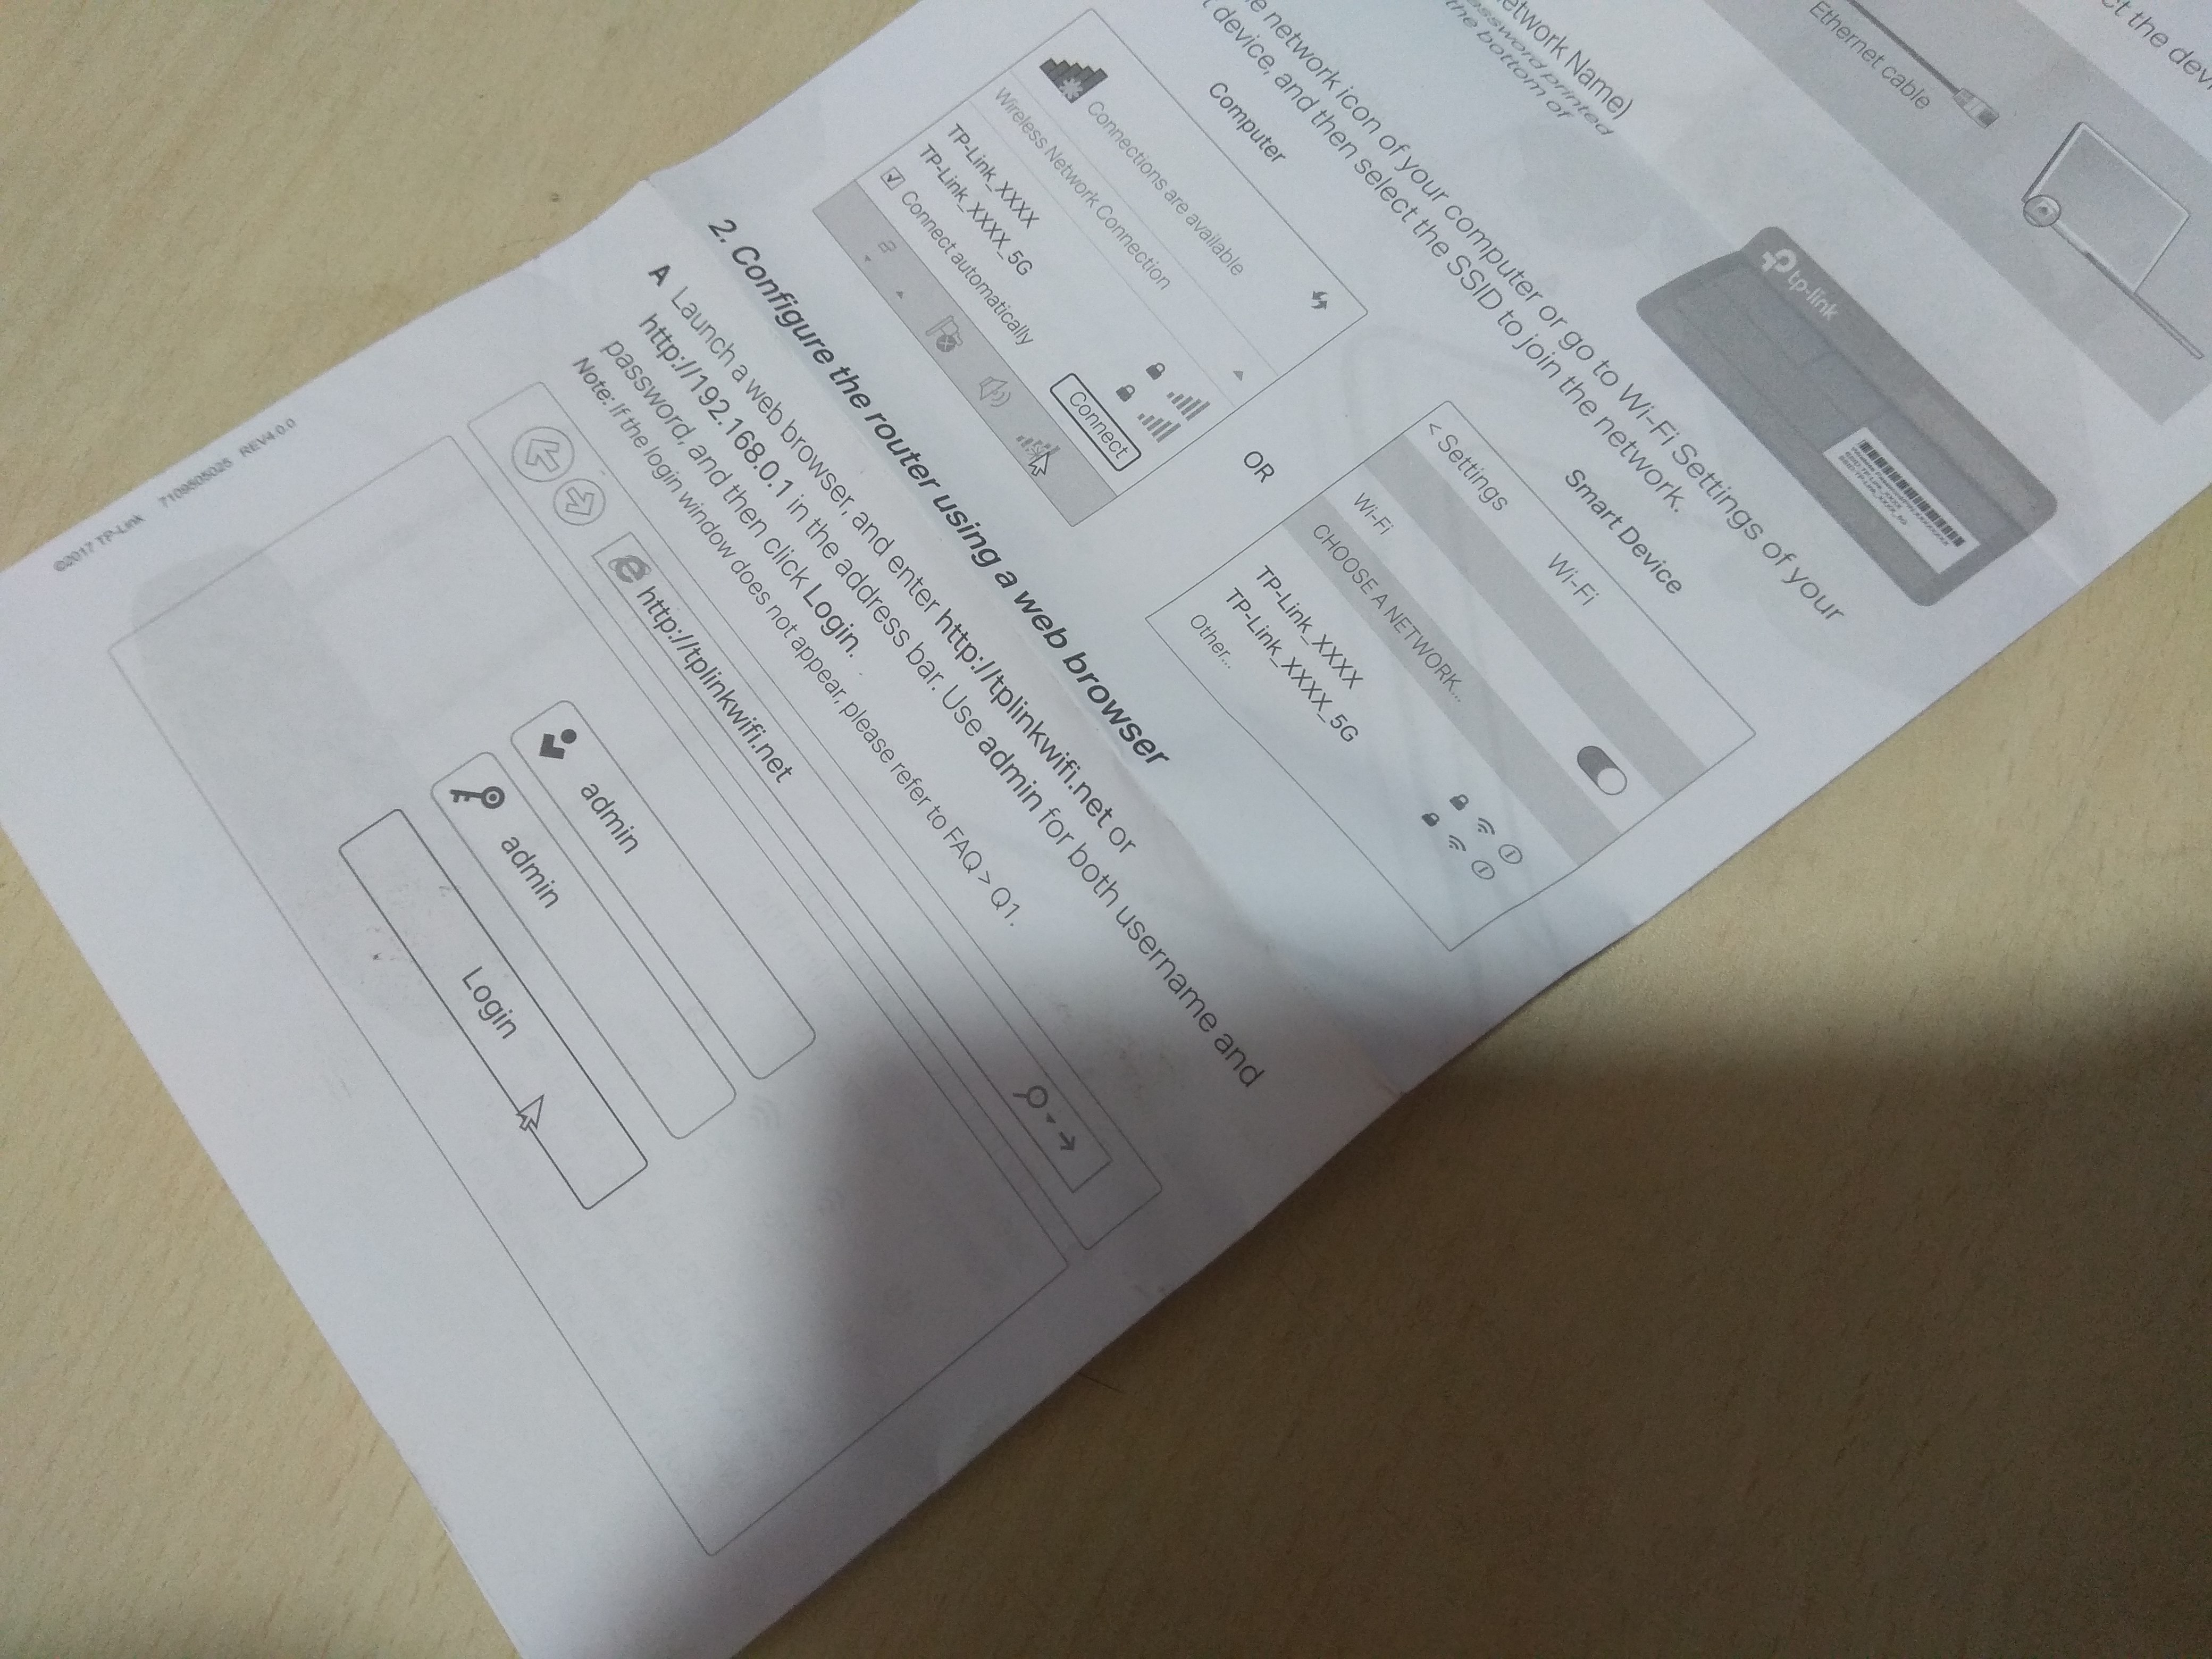 ct the dev
Ethernet cable
etwork Name)
assword printed
the bottom of
tp-link
e network icon of your computer or go to Wi-Fi Settings of your
device, and then select the SSID to join the network.
Computer
Connections are available
Wireless Network Connection
TP-Link_XXXX
TP-Link_XXXX_5G
Connect automatically
Connect
OR
Smart Device
< Settings
Wi-Fi
Wi-Fi
CHOOSE A NETWORK...
TP-Link_XXXX
TP-Link_XXXX_5G
Other...
2. Configure the router using a web browser
A Launch a web browser, and enter http://tplinkwifi.net or
http://192.168.0.1 in the address bar. Use admin for both username and
password, and then click Login.
Note: If the login window does not appear, please refer to FAQ > Q1.
http://tplinkwifi.net
admin
admin
Login
©2017 TP-Link 7106505025 REV4.0.0